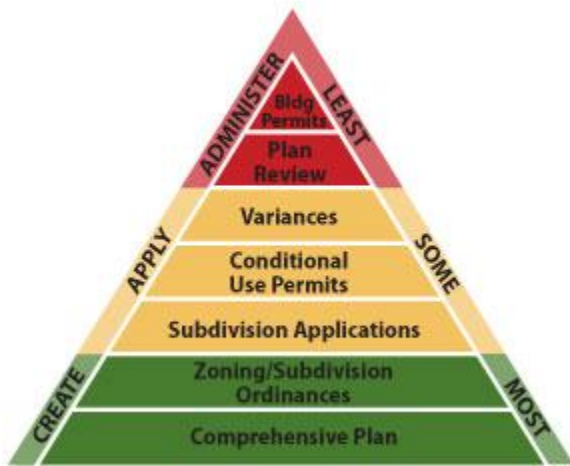 ADMINISTER
LEAST
Bldg
Permits
Plan
Review
APPLY
SOME
Variances
Conditional
Use Permits
Subdivision Applications
CREATE
MOST
Zoning/Subdivision
Ordinances
Comprehensive Plan